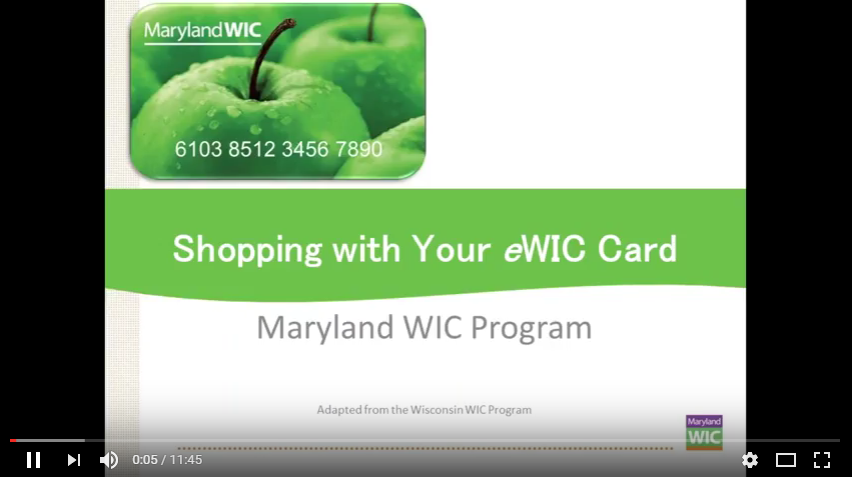 Maryland WIC
6103 8512 3456 7890
Shopping with Your eWIC Card
Maryland WIC Program
Adapted from the Wisconsin WIC Program
Maryland
WIC
0:05 / 11:45